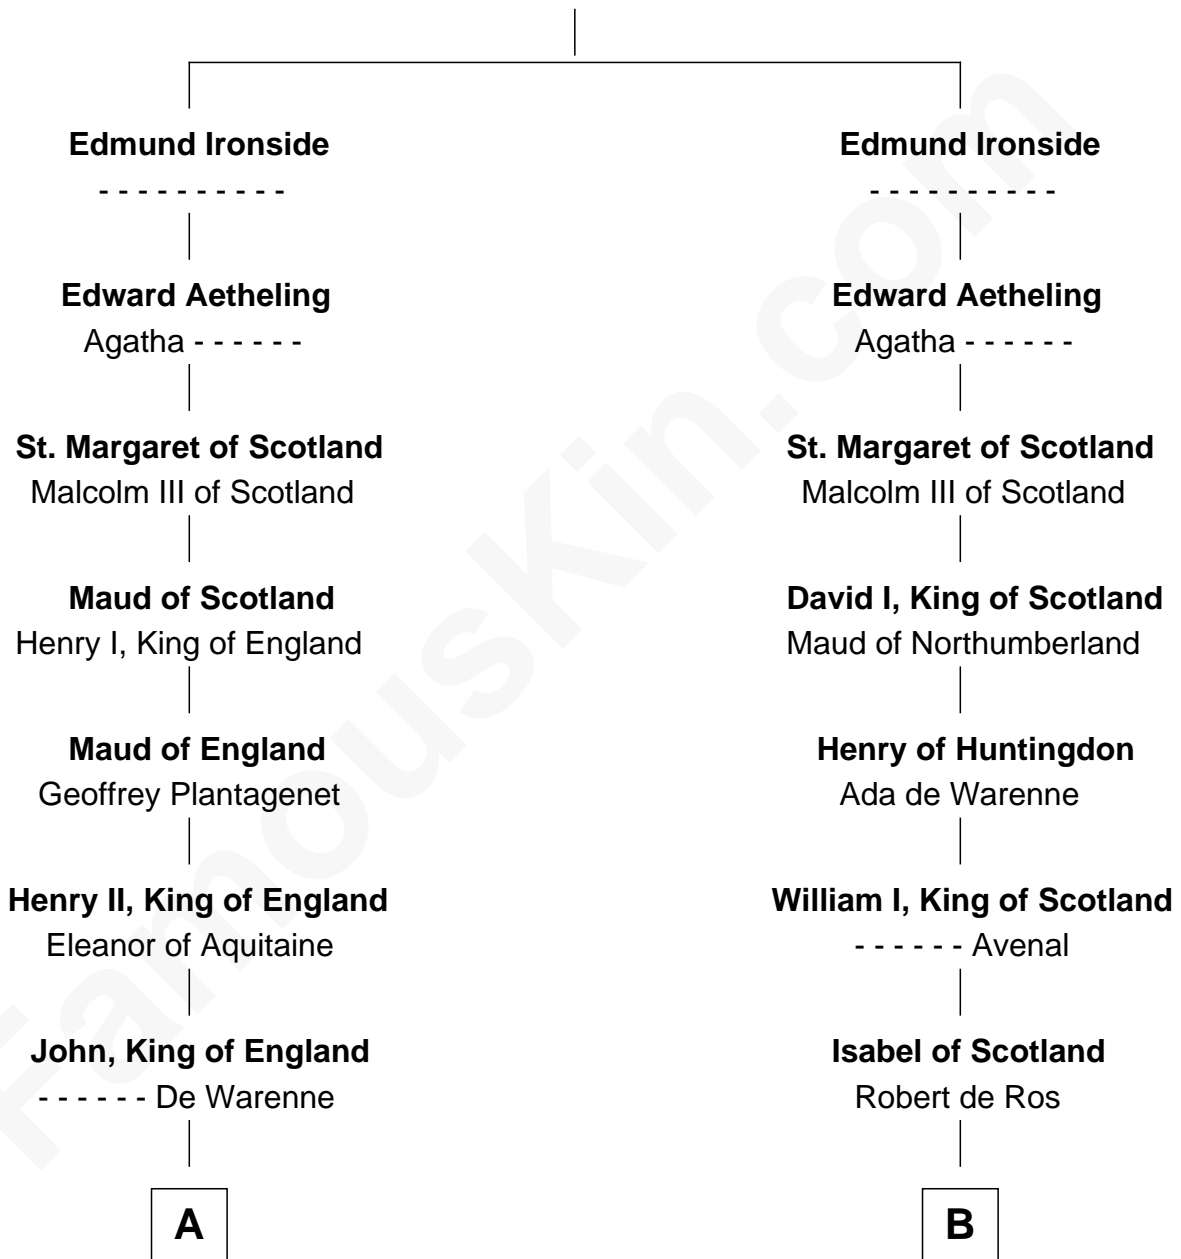 Edmund Ironside
- - - - - - - - - -
Edward Aetheling
Agatha - - - - - -
St. Margaret of Scotland
Malcolm III of Scotland
Maud of Scotland
Henry I, King of England
Maud of England
Geoffrey Plantagenet
Henry II, King of England
Eleanor of Aquitaine
John, King of England
- - - - - - De Warenne
A
Edmund Ironside
- - - - - - - - - -
Edward Aetheling
Agatha - - - - - -
St. Margaret of Scotland
Malcolm III of Scotland
David I, King of Scotland
Maud of Northumberland
Henry of Huntingdon
Ada de Warenne
William I, King of Scotland
- - - - - - Avenal
Isabel of Scotland
Robert de Ros
B
FamousKin.com